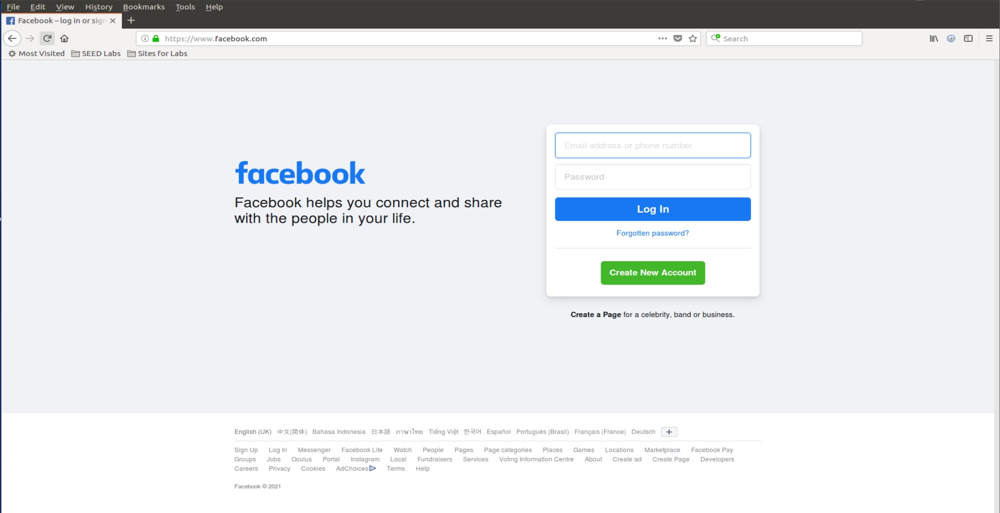 File Edit View History Bookmarks Tools Help
Facebook – log in or sign
https://www.facebook.com Search
Most Visited SEED Labs Sites for Labs
Email address or phone number
Password
facebook
Facebook helps you connect and share
with the people in your life.
Log In
Forgotten password?
Create New Account
Create a Page for a celebrity, band or business.
English (UK) 中文(简体) Bahasa Indonesia 日本語 ภาษาไทย Tiếng Việt 한국어 Español Português (Brasil) Français (France) Deutsch
Sign Up Log In Messenger Facebook Lite Watch People Pages Page categories Places Games Locations Marketplace Facebook Pay
Groups Jobs Oculus Portal Instagram Local Fundraisers Services Voting Information Centre About Create ad Create Page Developers
Careers Privacy Cookies AdChoices Terms Help
Facebook © 2021